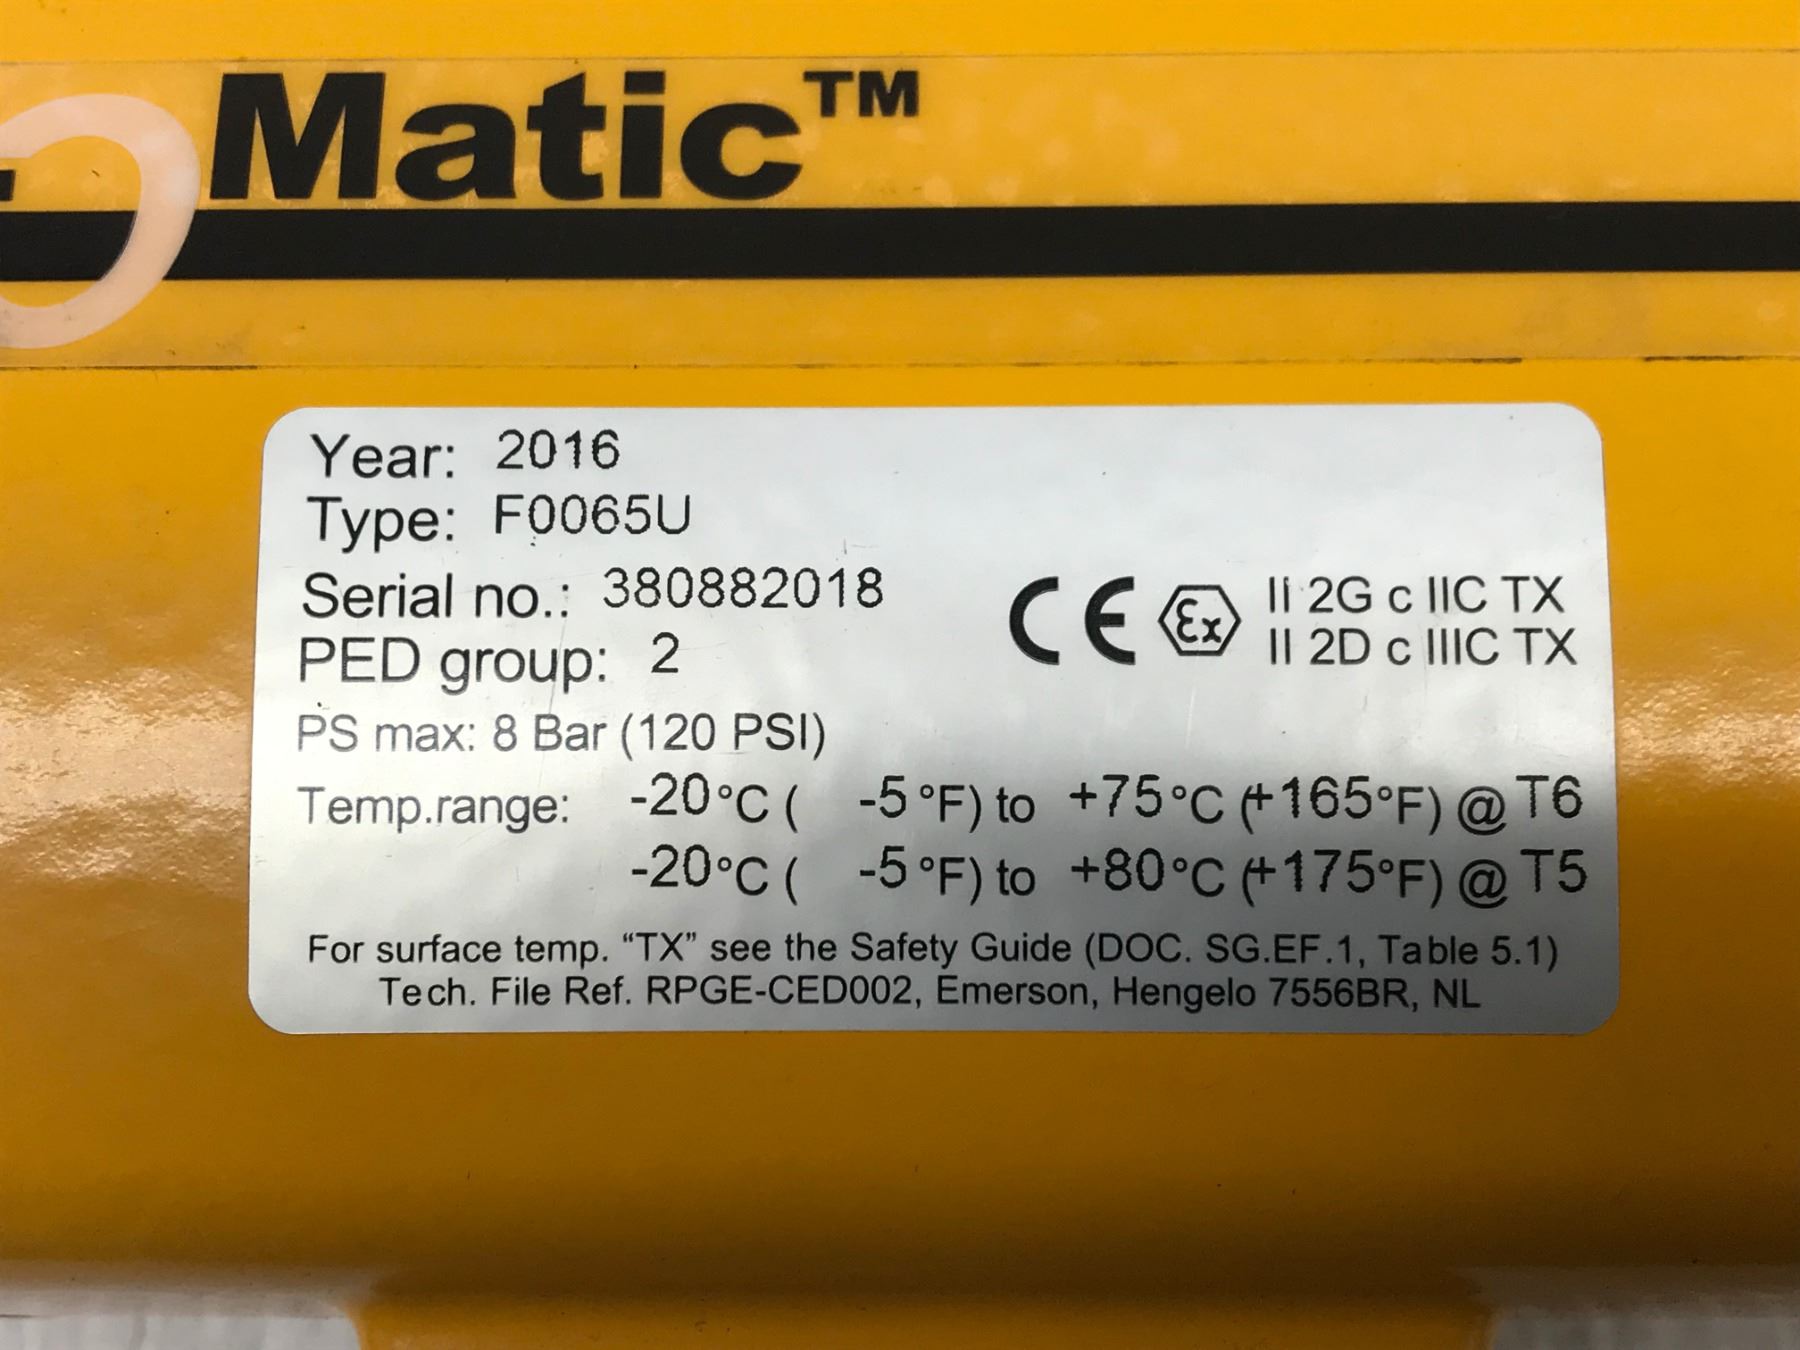 Matic™
Year: 2016
Type: F0065U
Serial no.: 380882018
PED group: 2
CE Ex II 2G c IIC TX
II 2D c IIIC TX
PS max: 8 Bar (120 PSI)
Temp.range: -20°C ( -5°F) to +75°C (+165°F) @ T6
-20°C ( -5°F) to +80°C (+175°F) @ T5
For surface temp. “TX” see the Safety Guide (DOC. SG.EF.1, Table 5.1)
Tech. File Ref. RPGE-CED002, Emerson, Hengelo 7556BR, NL